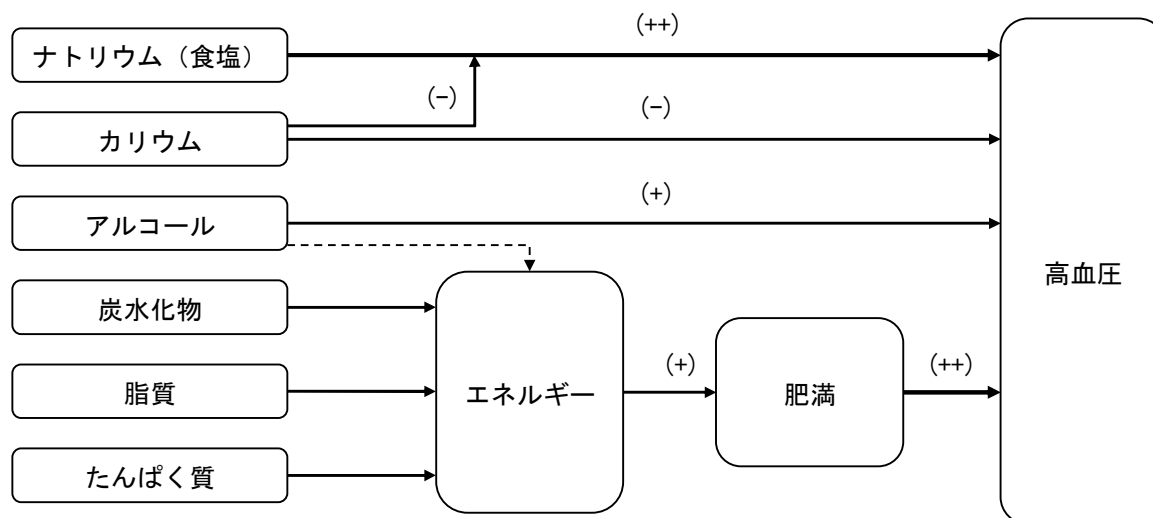 ナトリウム（食塩）
(++)
(-)
カリウム
(-)
アルコール
(+)
炭水化物
脂質
たんぱく質
エネルギー
(+)
肥満
(++)
高血圧